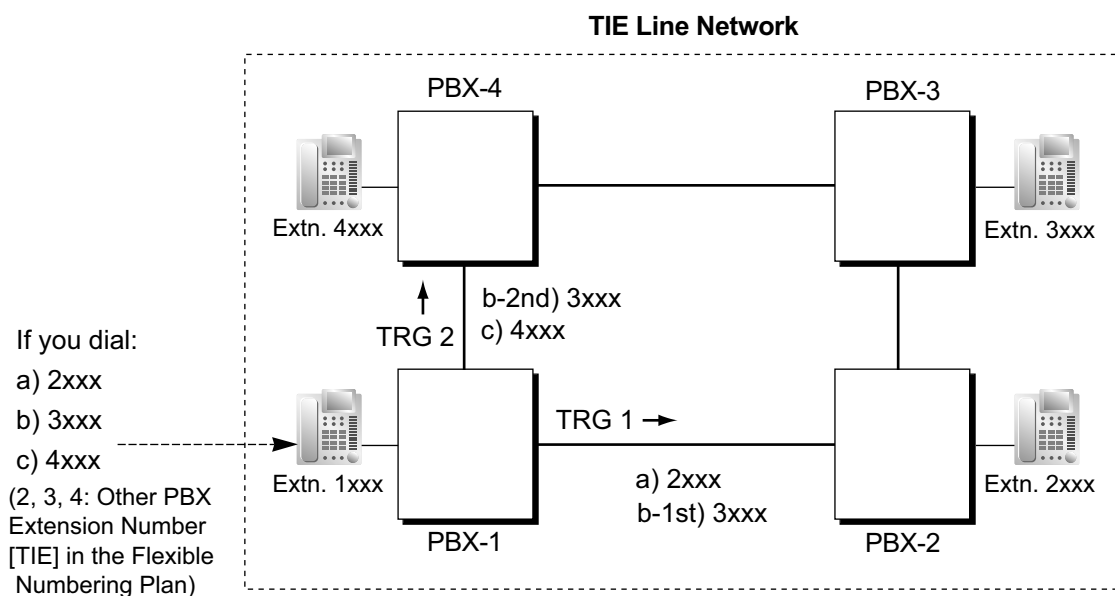 TIE Line Network
PBX-4
PBX-3
Extn. 4xxx
Extn. 3xxx
b-2nd) 3xxx
TRG 2
c) 4xxx
If you dial:
a) 2xxx
b) 3xxx
c) 4xxx
(2, 3, 4: Other PBX
Extension Number
[TIE] in the Flexible
Numbering Plan)
TRG 1
Extn. 1xxx
a) 2xxx
b-1st) 3xxx
Extn. 2xxx
PBX-1
PBX-2